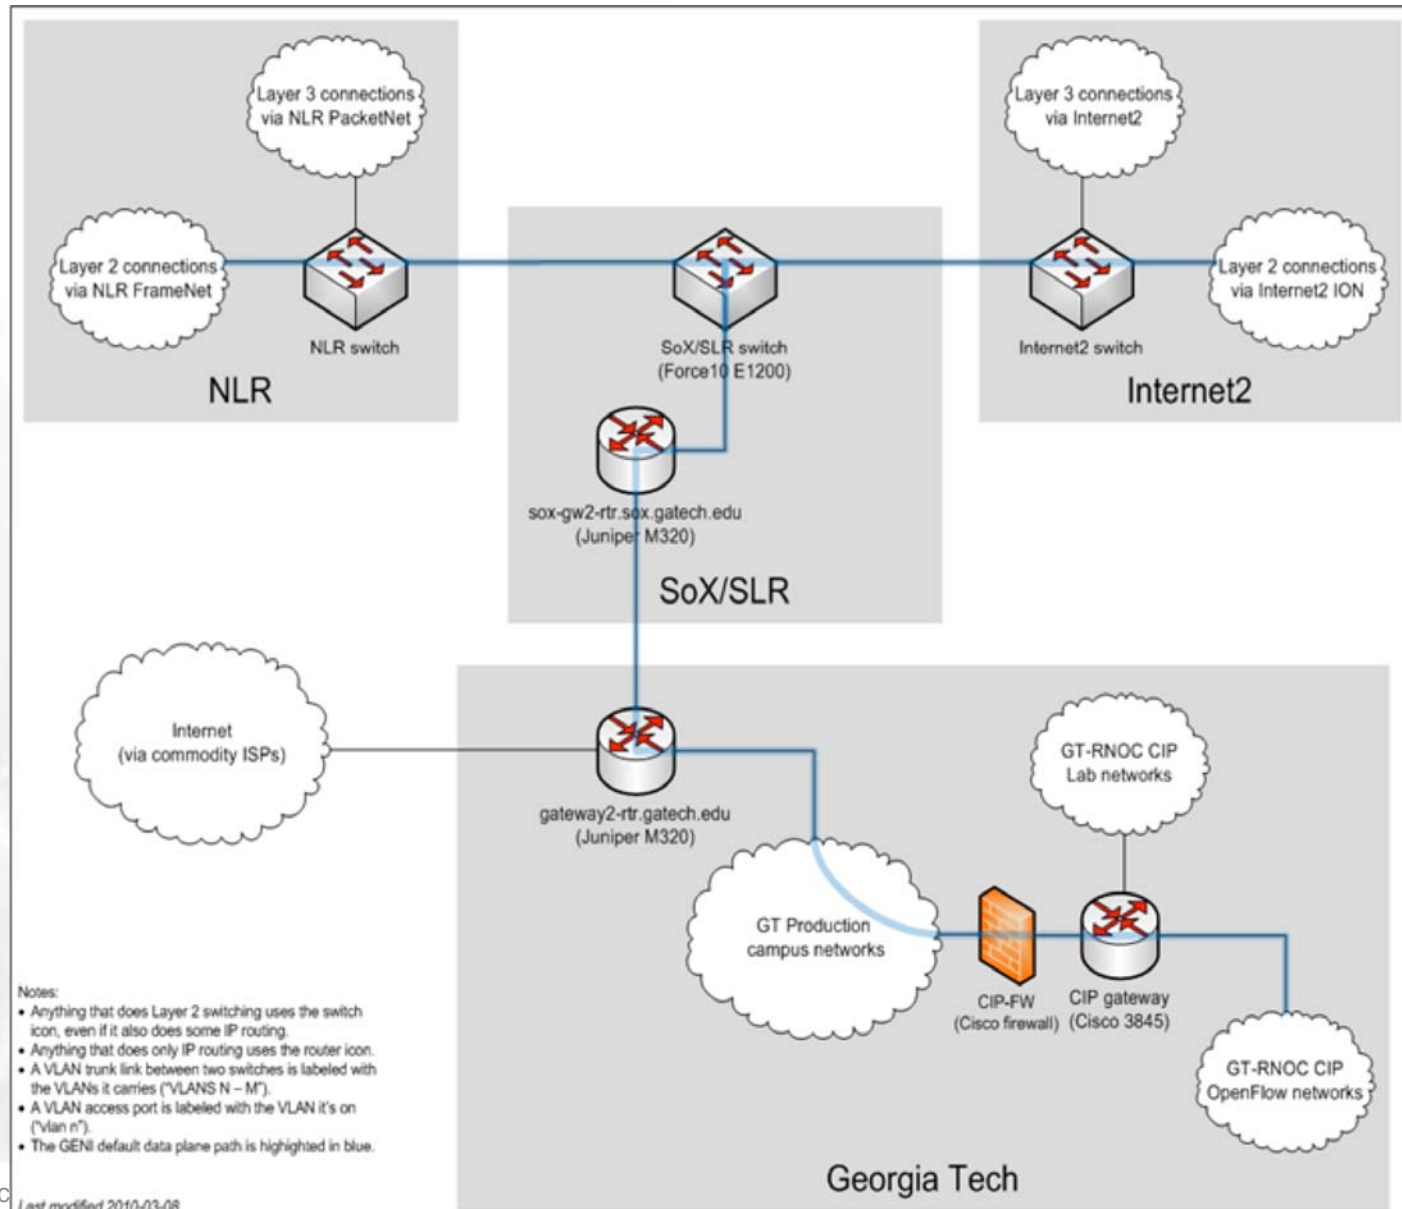 Layer 3 connections
via NLR PacketNet
Layer 2 connections
via NLR FrameNet
NLR switch
NLR
Layer 3 connections
via Internet2
Layer 2 connections
via Internet2 ION
Internet2 switch
Internet2
SoX/SLR switch
(Force10 E1200)
sox-gw2-rtr.sox.gatech.edu
(Juniper M320)
SoX/SLR
Internet
(via commodity ISPs)
gateway2-rtr.gatech.edu
(Juniper M320)
GT-RNOC CIP
Lab networks
GT Production
campus networks
CIP-FW
(Cisco firewall)
CIP gateway
(Cisco 3845)
GT-RNOC CIP
OpenFlow networks
Georgia Tech
Notes:
• Anything that does Layer 2 switching uses the switch
icon, even if it also does some IP routing.
• Anything that does only IP routing uses the router icon.
• A VLAN trunk link between two switches is labeled with
the VLANs it carries ("VLANS N – M").
• A VLAN access port is labeled with the VLAN it's on
("vlan n").
• The GENI default data plane path is highighted in blue.
Last modified 2010-03-08